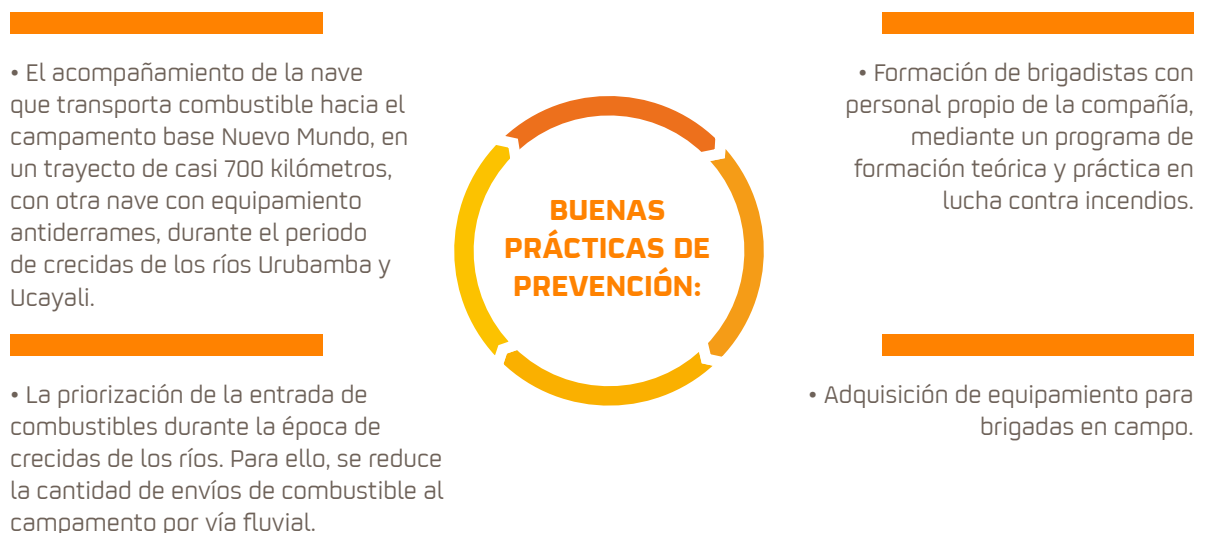 • El acompañamiento de la nave
que transporta combustible hacia el
campamento base Nuevo Mundo, en
un trayecto de casi 700 kilómetros,
con otra nave con equipamiento
antiderrames, durante el periodo
de crecidas de los ríos Urubamba y
Ucayali.
• La priorización de la entrada de
combustibles durante la época de
crecidas de los ríos. Para ello, se reduce
la cantidad de envíos de combustible al
campamento por vía fluvial.
BUENAS
PRÁCTICAS DE
PREVENCIÓN:
• Formación de brigadistas con
personal propio de la compañía,
mediante un programa de
formación teórica y práctica en
lucha contra incendios.
• Adquisición de equipamiento para
brigadas en campo.